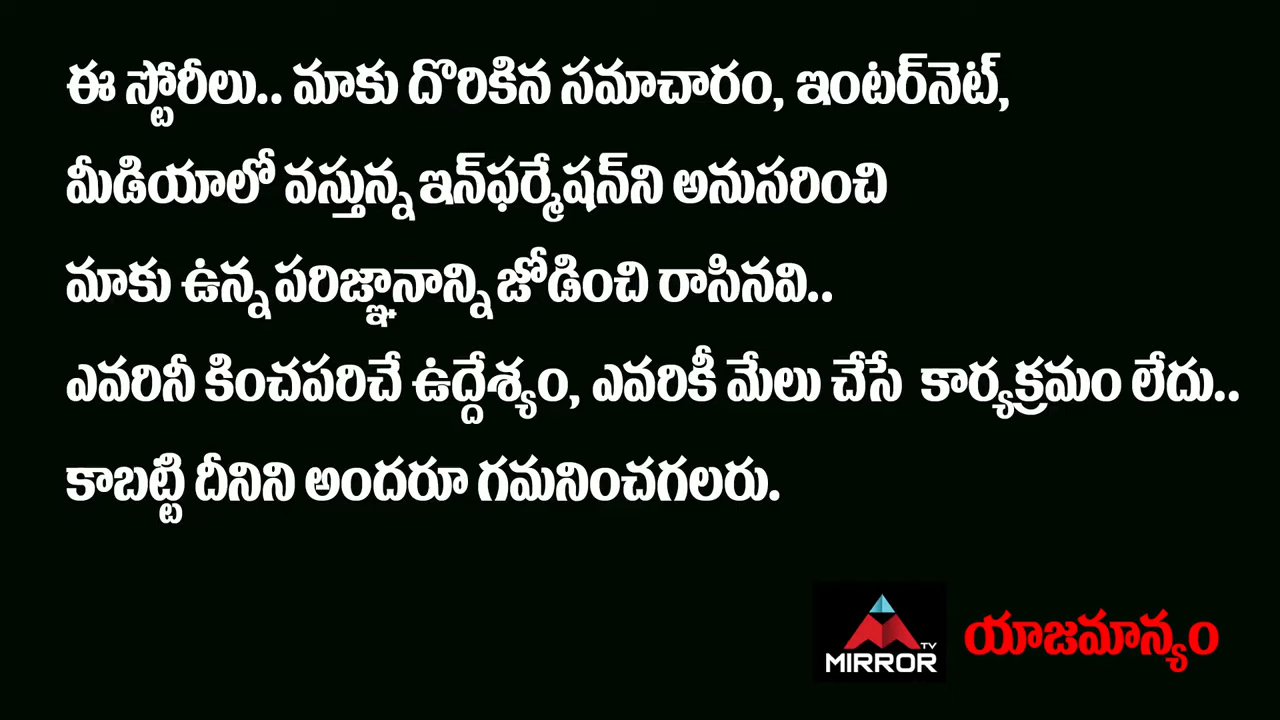 ఈ స్టోరీలు.. మాకు దొరికిన సమాచారం, ఇంటర్‌నెట్,
మీడియాలో వస్తున్న ఇన్‌ఫర్మేషన్‌ని అనుసరించి
మాకు ఉన్న పరిజ్ఞానాన్ని జోడించి రాసినవి..
ఎవరినీ కించపరిచే ఉద్దేశ్యం, ఎవరికీ మేలు చేసే కార్యక్రమం లేదు..
కాబట్టి దీనిని అందరూ గమనించగలరు.
TV
MIRROR
యాజమాన్యం